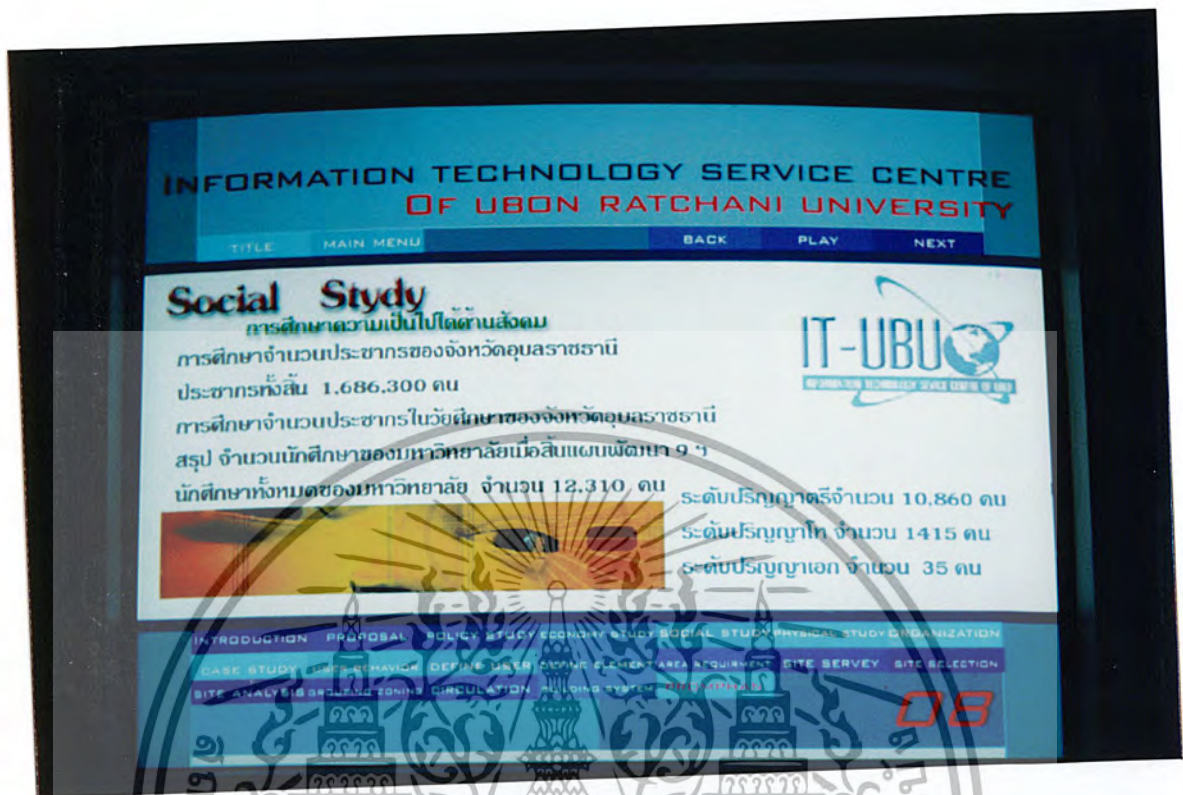 INFORMATION TECHNOLOGY SERVICE CENTRE
OF UBON RATCHANI UNIVERSITY
TITLE MAIN MENU BACK PLAY NEXT
Social Stydy
การศึกษาความเป็นไปได้ด้านสังคม
การศึกษาจำนวนประชากรของจังหวัดอุบลราชธานี
ประชากรทั้งสิ้น 1,686,300 คน
การศึกษาจำนวนประชากรในวัยศึกษาของจังหวัดอุบลราชธานี
สรุป จำนวนนักศึกษาของมหาวิทยาลัยเมื่อสิ้นแผนพัฒนา 9 ฯ
นักศึกษาทั้งหมดของมหาวิทยาลัย จำนวน 12,310 คน
IT-UBU
INFORMATION TECHNOLOGY SERVICE CENTRE OF UBU
ระดับปริญญาตรีจำนวน 10,860 คน
ระดับปริญญาโท จำนวน 1415 คน
ระดับปริญญาเอก จำนวน 35 คน
INTRODUCTION PROPOSAL POLICY STUDY ECONOMY STUDY SOCIAL STUDY PHYSICAL STUDY ORGANIZATION
CASE STUDY USER BEHAVIOR DEFINE USER DEFINE ELEMENT AREA REQUIRMENT SITE SERVEY SITE SELECTION
SITE ANALYSIS GROUPING ZONING CIRCULATION BUILDING SYSTEM
08